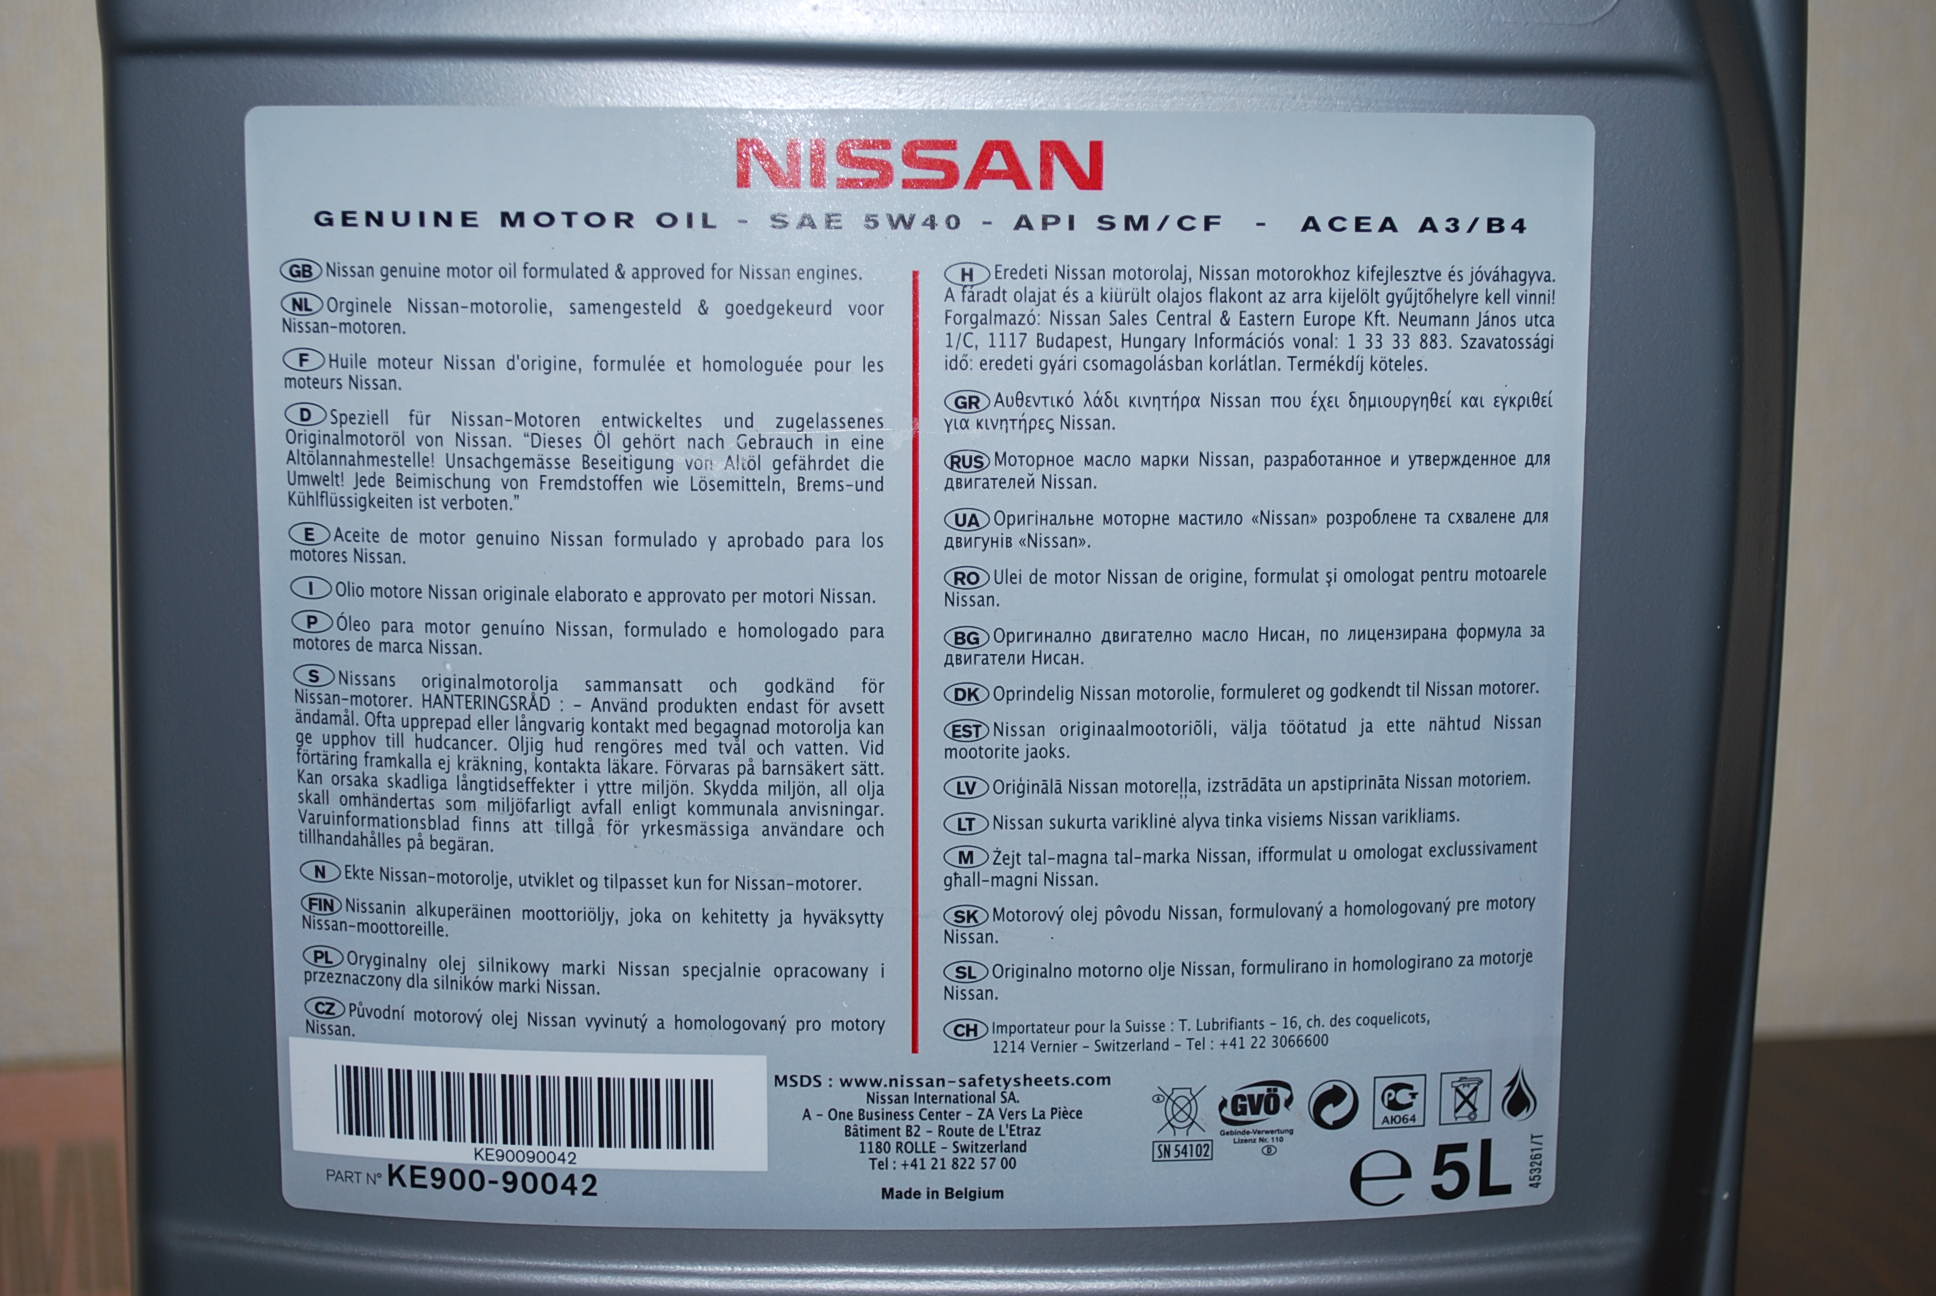 NISSAN
GENUINE MOTOR OIL - SAE 5W40 - API SM/CF - ACEA A3/B4
GB Nissan genuine motor oil formulated & approved for Nissan engines.
NL Orginele Nissan-motorolie, samengesteld & goedgekeurd voor
Nissan-motoren.
F Huile moteur Nissan d'origine, formulée et homologuée pour les
moteurs Nissan.
D Speziell für Nissan-Motoren entwickeltes und zugelassenes
Originalmotoröl von Nissan. “Dieses Öl gehört nach Gebrauch in eine
Altölannahmestelle! Unsachgemässe Beseitigung von Altöl gefährdet die
Umwelt! Jede Beimischung von Fremdstoffen wie Lösemitteln, Brems-und
Kühlflüssigkeiten ist verboten.”
E Aceite de motor genuino Nissan formulado y aprobado para los
motores Nissan.
I Olio motore Nissan originale elaborato e approvato per motori Nissan.
P Óleo para motor genuíno Nissan, formulado e homologado para
motores de marca Nissan.
S Nissans originalmotorolja sammansatt och godkänd för
Nissan-motorer. HANTERINGSRÅD : - Använd produkten endast för avsett
ändamål. Ofta upprepad eller långvarig kontakt med begagnad motorolja kan
ge upphov till hudcancer. Oljig hud rengöres med tvål och vatten. Vid
förtäring framkalla ej kräkning, kontakta läkare. Förvaras på barnsäkert sätt.
Kan orsaka skadliga långtidseffekter i yttre miljön. Skydda miljön, all olja
skall omhändertas som miljöfarligt avfall enligt kommunala anvisningar.
Varuinformationsblad finns att tillgå för yrkesmässiga användare och
tillhandahålles på begäran.
N Ekte Nissan-motorolje, utviklet og tilpasset kun for Nissan-motorer.
FIN Nissanin alkuperäinen moottoriöljy, joka on kehitetty ja hyväksytty
Nissan-moottoreille.
PL Oryginalny olej silnikowy marki Nissan specjalnie opracowany i
przeznaczony dla silników marki Nissan.
CZ Původní motorový olej Nissan vyvinutý a homologovaný pro motory
Nissan.
H Eredeti Nissan motorolaj, Nissan motorokhoz kifejlesztve és jóváhagyva.
A fáradt olajat és a kiürült olajos flakont az arra kijelölt gyűjtőhelyre kell vinni!
Forgalmazó: Nissan Sales Central & Eastern Europe Kft. Neumann János utca
1/C, 1117 Budapest, Hungary Információs vonal: 1 33 33 883. Szavatossági
idő: eredeti gyári csomagolásban korlátlan. Termékdíj köteles.
GR Αυθεντικό λάδι κινητήρα Nissan που έχει δημιουργηθεί και εγκριθεί
για κινητήρες Nissan.
RUS Моторное масло марки Nissan, разработанное и утвержденное для
двигателей Nissan.
UA Оригінальне моторне мастило «Nissan» розроблене та схвалене для
двигунів «Nissan».
RO Ulei de motor Nissan de origine, formulat şi omologat pentru motoarele
Nissan.
BG Оригинално двигателно масло Нисан, по лицензирана формула за
двигатели Нисан.
DK Oprindelig Nissan motorolie, formuleret og godkendt til Nissan motorer.
EST Nissan originaalmootoriõli, välja töötatud ja ette nähtud Nissan
mootorite jaoks.
LV Oriģinālā Nissan motoreļļa, izstrādāta un apstiprināta Nissan motoriem.
LT Nissan sukurta variklinė alyva tinka visiems Nissan varikliams.
M Żejt tal-magna tal-marka Nissan, ifformulat u omologat exclussivament
għall-magni Nissan.
SK Motorový olej pôvodu Nissan, formulovaný a homologovaný pre motory
Nissan.
SL Originalno motorno olje Nissan, formulirano in homologirano za motorje
Nissan.
CH Importateur pour la Suisse : T. Lubrifiants - 16, ch. des coquelicots,
1214 Vernier - Switzerland - Tel : +41 22 3066600
KE90090042
PART N° KE900-90042
MSDS : www.nissan-safetysheets.com
Nissan International SA.
A - One Business Center - ZA Vers La Pièce
Bâtiment B2 - Route de L'Etraz
1180 ROLLE - Switzerland
Tel : +41 21 822 57 00
Made in Belgium
SN 54102
GVÖ
Gebinde-Verwertung
Lizenz Nr. 110
D
РСТ
АЮ64
e 5L
453261/T